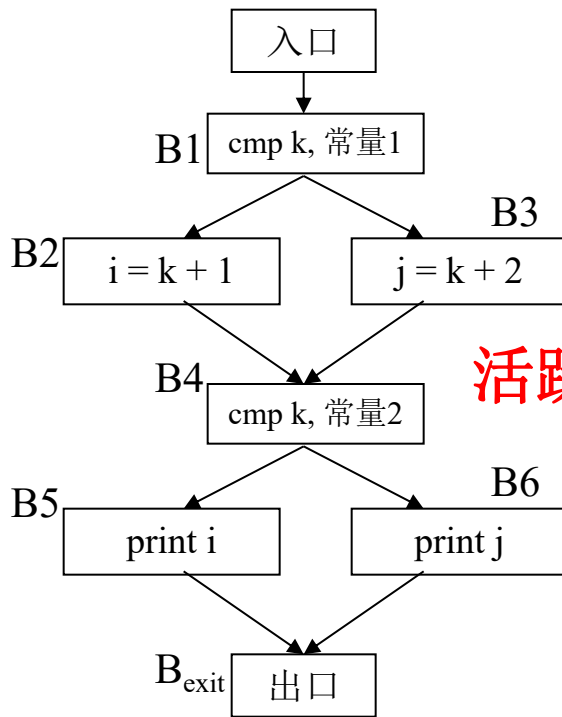 入口
B1
cmp k, 常量1
B3
B2
i = k + 1
j = k + 2
B4
活
cmp k, 常量2
B6
B5
print i
print j
Bexit
出口